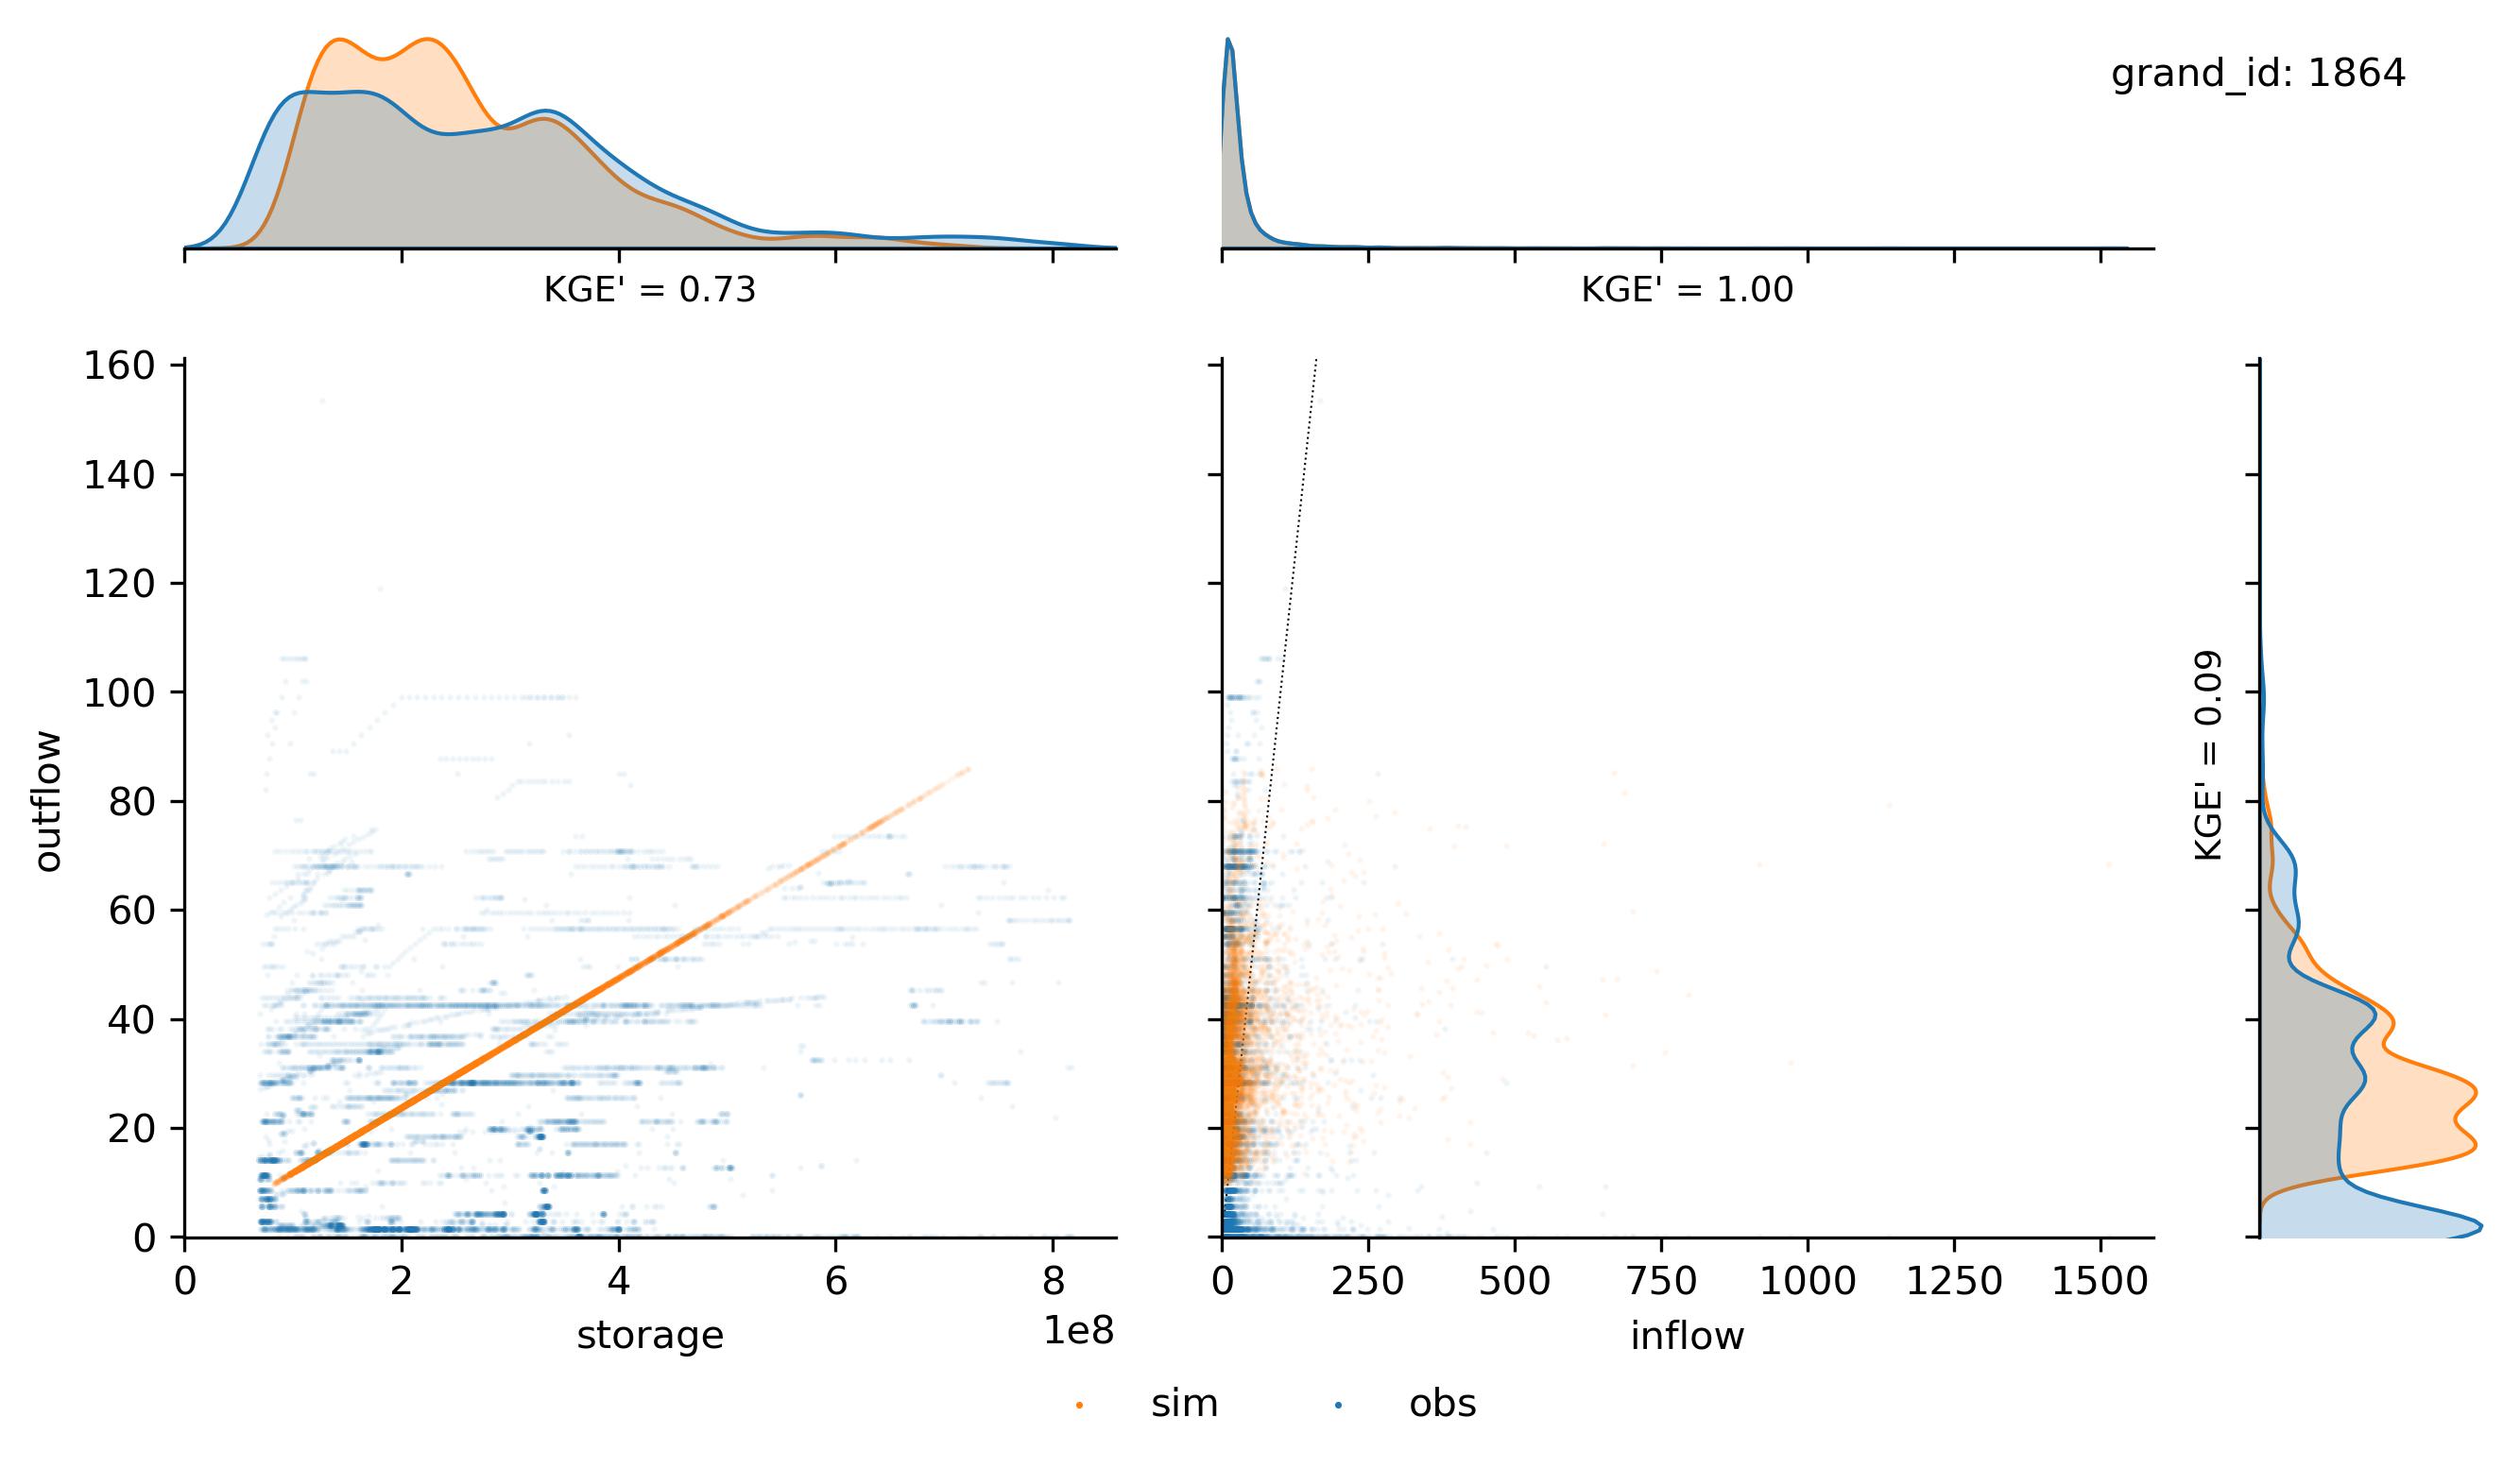 grand_id: 1864
KGE' = 0.73
KGE' = 1.00
160
140
120
100
80
60
40
20
0
outflow
KGE' = 0.09
0 2 4 6 8
0 250 500 750 1000 1250 1500
storage
1e8
inflow
sim
obs